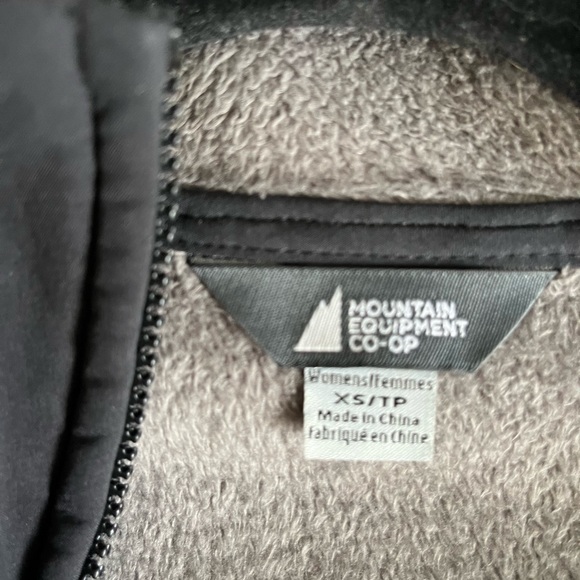 MOUNTAIN
EQUIPMENT
CO-OP
Womens/Femmes
XS/TP
Made in China
Fabriqué en Chine